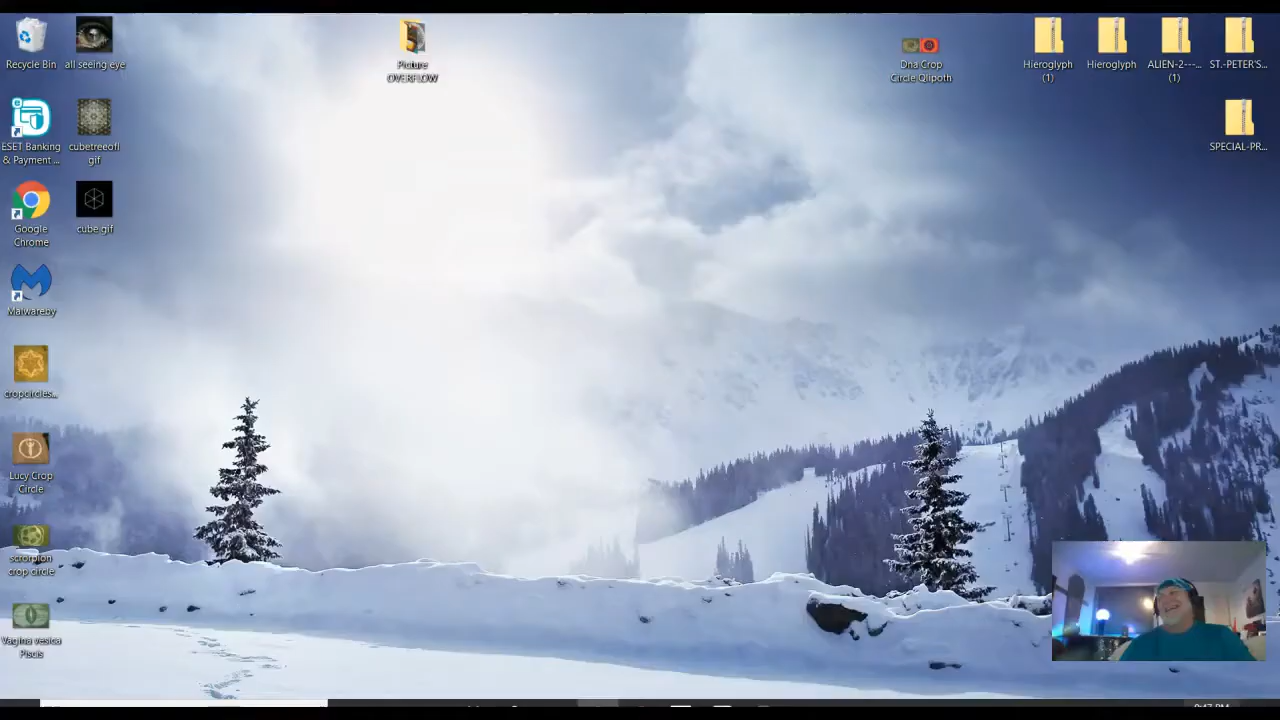 Recycle Bin
all seeing eye
Picture
OVERFLOW
Dna Crop
Circle Qlipoth
Hieroglyph
(1)
Hieroglyph
ALIEN-2---...
(1)
ST.-PETER'S...
ESET Banking
& Payment ...
cubetreeofl
gif
SPECIAL-PR...
Google
Chrome
cube.gif
Malwareby
cropcircles...
Lucy Crop
Circle
scrorpion
crop circle
Vagina vesica
Piscis